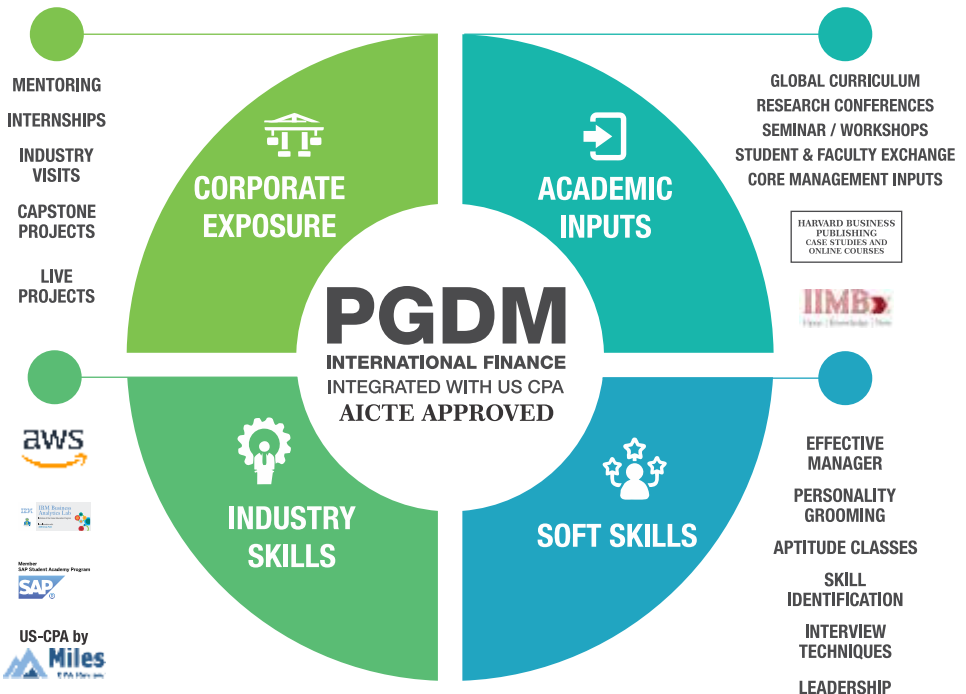 MENTORING
INTERNSHIPS
INDUSTRY
VISITS
CAPSTONE
PROJECTS
LIVE
PROJECTS
CORPORATE
EXPOSURE
ACADEMIC
INPUTS
GLOBAL CURRICULUM
RESEARCH CONFERENCES
SEMINAR / WORKSHOPS
STUDENT & FACULTY EXCHANGE
CORE MANAGEMENT INPUTS
HARVARD BUSINESS
PUBLISHING
CASE STUDIES AND
ONLINE COURSES
IIMBx
PGDM
INTERNATIONAL FINANCE
INTEGRATED WITH US CPA
AICTE APPROVED
aws
IBM
IBM Business
Analytics Lab
Member
SAP Student Academy Program
SAP
US-CPA by
Miles
INDUSTRY
SKILLS
SOFT SKILLS
EFFECTIVE
MANAGER
PERSONALITY
GROOMING
APTITUDE CLASSES
SKILL
IDENTIFICATION
INTERVIEW
TECHNIQUES
LEADERSHIP